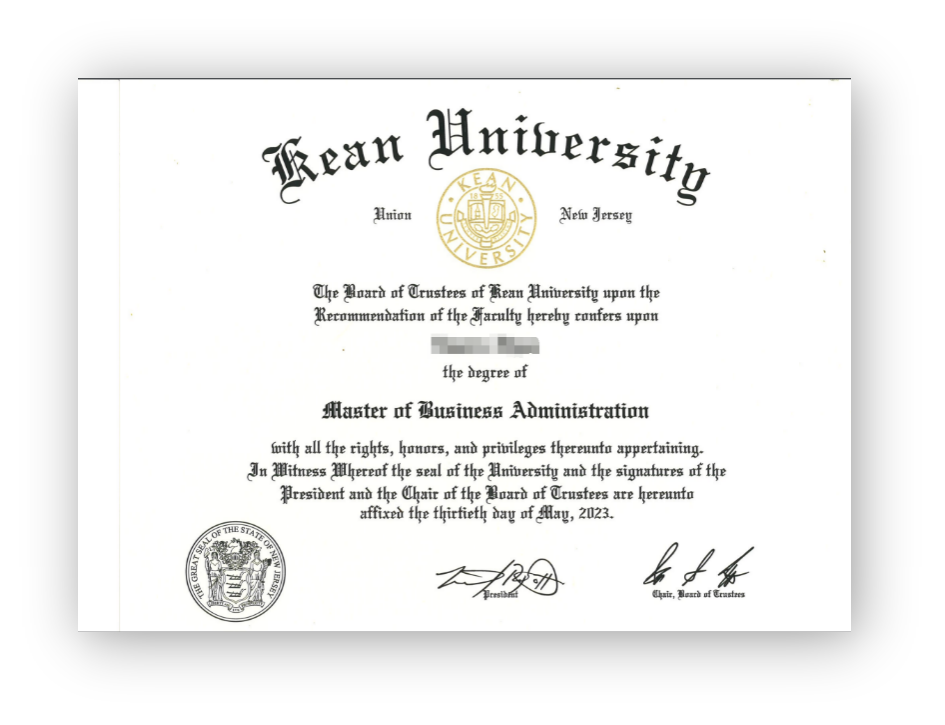 Kean University
Union
KEAN UNIVERSITY
1855
New Jersey
The Board of Trustees of Kean University upon the
Recommendation of the Faculty hereby confers upon
the degree of
Master of Business Administration
with all the rights, honors, and privileges thereunto appertaining.
In Witness Whereof the seal of the University and the signatures of the
President and the Chair of the Board of Trustees are hereunto
affixed the thirtieth day of May, 2023.
THE GREAT SEAL OF THE STATE OF NEW JERSEY
President
Chair, Board of Trustees